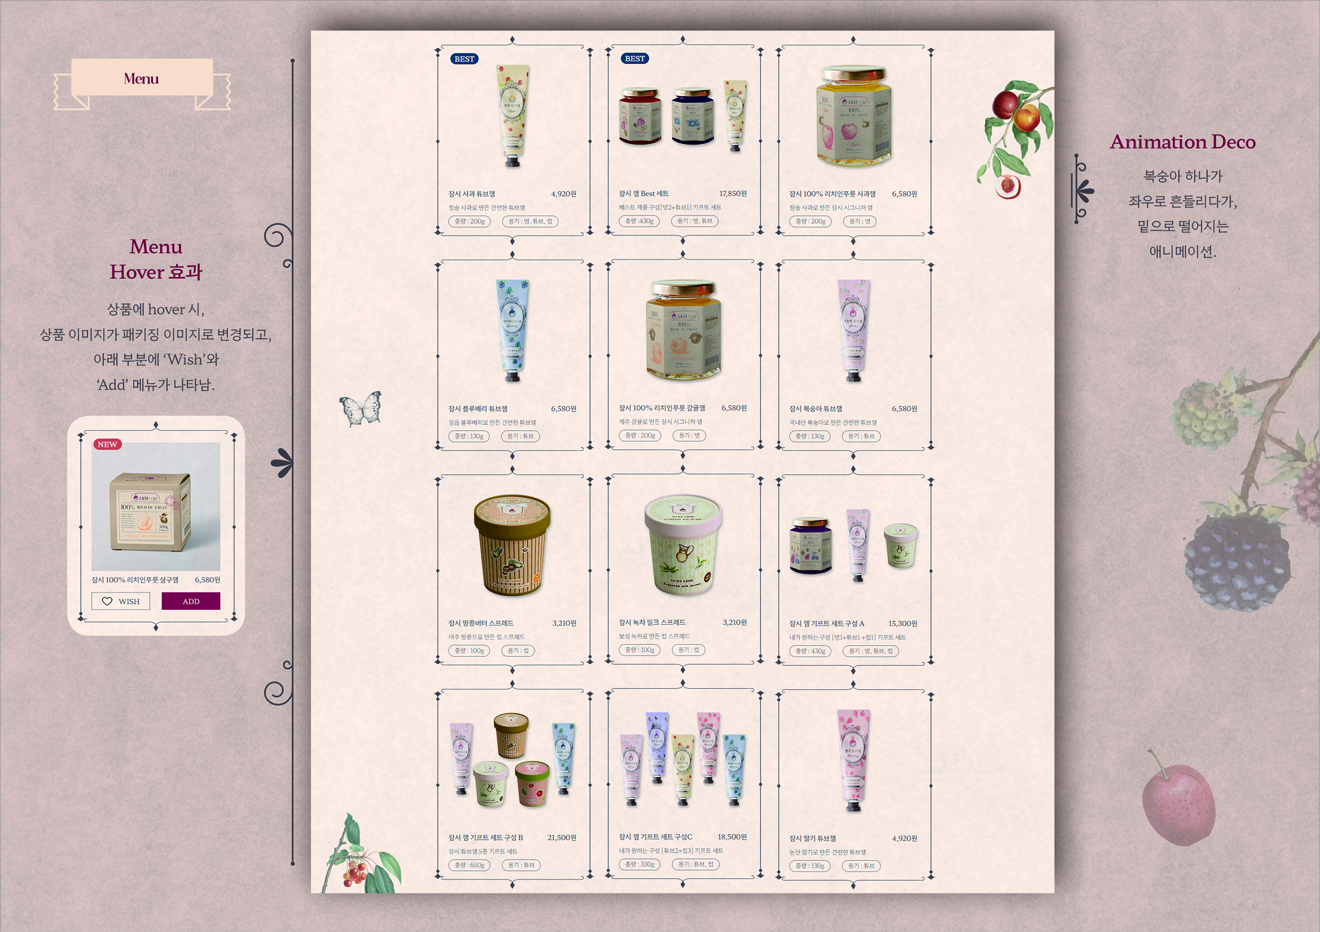 Menu
Menu
Hover 효과
상품에 hover 시,
상품 이미지가 패키징 이미지로 변경되고,
아래 부분에 ‘Wish’와
‘Add’ 메뉴가 나타남.
NEW
JAM
100% RICH IN FRUIT
200g
잠시 100% 리치인푸룻 살구잼 6,580원
WISH ADD
BEST
잠시 사과 튜브잼 4,920원
청송 사과로 만든 간편한 튜브잼
중량 : 200g 용기 : 병, 튜브, 컵
BEST
잠시 잼 Best 세트 17,850원
베스트 제품 구성[병2+튜브1] 기프트 세트
총량 : 430g 용기 : 병, 튜브
JAM
100%
잠시 100% 리치인푸룻 사과잼 6,580원
청송 사과로 만든 잠시 시그니처 잼
중량 : 200g 용기 : 병
잠시 블루베리 튜브잼 6,580원
정읍 블루베리로 만든 간편한 튜브잼
중량 : 130g 용기 : 튜브
JAM
100%
잠시 100% 리치인푸룻 감귤잼 6,580원
제주 감귤로 만든 잠시 시그니처 잼
중량 : 200g 용기 : 병
잠시 복숭아 튜브잼 6,580원
국내산 복숭아로 만든 간편한 튜브잼
중량 : 130g 용기 : 튜브
잠시 땅콩버터 스프레드 3,210원
여주 땅콩으로 만든 컵 스프레드
중량 : 100g 용기 : 컵
잠시 녹차 밀크 스프레드 3,210원
보성 녹차로 만든 컵 스프레드
중량 : 100g 용기 : 컵
잠시 잼 기프트 세트 구성 A 15,300원
내가 원하는 구성 [병1+튜브1 +컵1] 기프트 세트
총량 : 430g 용기 : 병, 튜브, 컵
잠시 잼 기프트 세트 구성 B 21,500원
잠시 튜브잼 5종 기프트 세트
총량 : 650g 용기 : 튜브
잠시 잼 기프트 세트 구성C 18,500원
내가 원하는 구성 [튜브2+컵3] 기프트 세트
총량 : 330g 용기 : 튜브, 컵
잠시 딸기 튜브잼 4,920원
논산 딸기로 만든 간편한 튜브잼
중량 : 130g 용기 : 튜브
Animation Deco
복숭아 하나가
좌우로 흔들리다가,
밑으로 떨어지는
애니메이션.